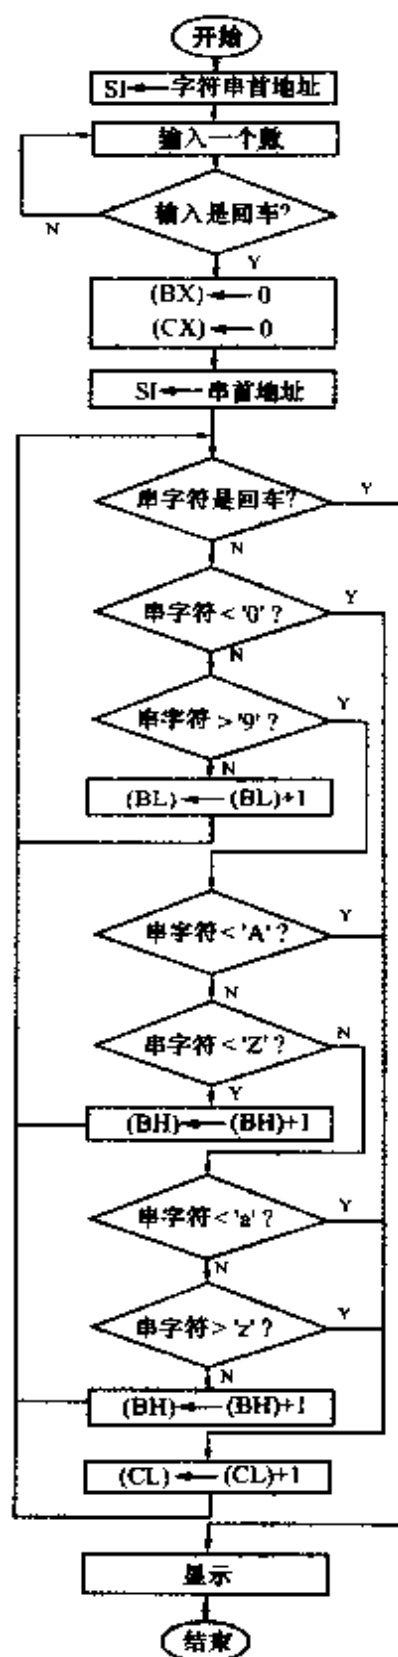 开始
SI←字符串首地址
输入一个数
输入是回车?
N
Y
(BX)← 0
(CX)← 0
SI← 串首地址
串字符是回车?
Y
N
串字符 < '0' ?
Y
N
串字符 > '9' ?
Y
N
(BL)←(BL)+1
串字符 < 'A' ?
Y
N
串字符 < 'Z' ?
N
Y
(BH)←(BH)+1
串字符 < 'a' ?
Y
N
串字符 > 'z' ?
Y
N
(BH)←(BH)+1
(CL)←(CL)+1
显示
结束